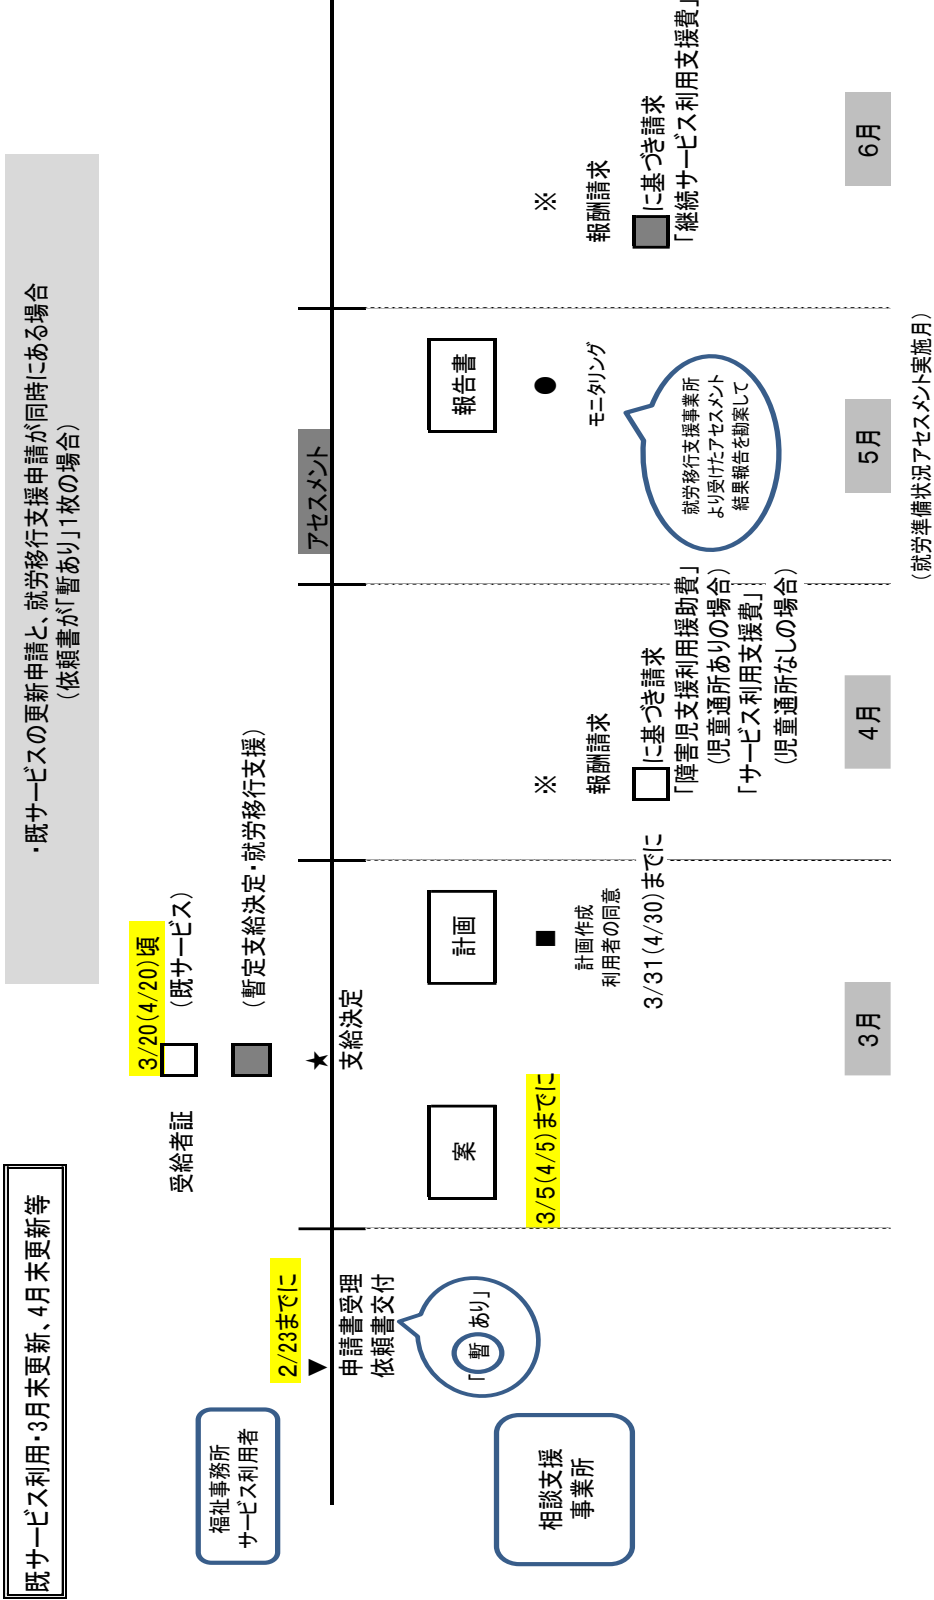 既サービス利用・3月末更新、4月末更新等
・既サービスの更新申請と、就労移行支援申請が同時にある場合
（依頼書が「暫あり」1枚の場合）
3/20(4/20)頃
受給者証
（既サービス）
（暫定支給決定・就労移行支援）
福祉事務所
サービス利用者
2/23までに
▼
★
アセスメント
申請書受理
依頼書交付
支給決定
「暫あり」
案
計画
報告書
相談支援
事業所
3/5(4/5)までに
■
※
●
※
計画作成
利用者の同意
3/31(4/30)までに
報酬請求
に基づき請求
「障害児支援利用援助費」
（児童通所ありの場合）
「サービス利用支援費」
（児童通所なしの場合）
モニタリング
就労移行支援事業所
より受けたアセスメント
結果報告を勘案して
報酬請求
に基づき請求
「継続サービス利用支援費」
3月
4月
5月
6月
（就労準備状況アセスメント実施月）